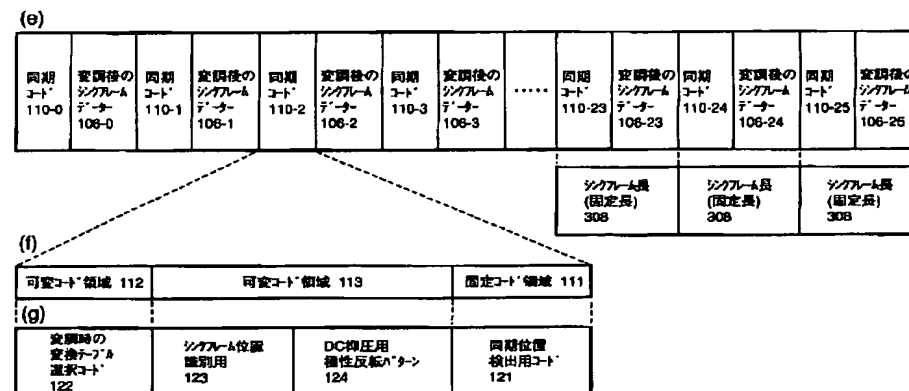 (e)
同期
コード
110-0
変調後の
シンクフレーム
データー
106-0
同期
コード
110-1
変調後の
シンクフレーム
データー
106-1
同期
コード
110-2
変調後の
シンクフレーム
データー
106-2
同期
コード
110-3
変調後の
シンクフレーム
データー
106-3
.....
同期
コード
110-23
変調後の
シンクフレーム
データー
106-23
同期
コード
110-24
変調後の
シンクフレーム
データー
106-24
同期
コード
110-25
変調後の
シンクフレーム
データー
106-25
シンクフレーム長
(固定長)
308
シンクフレーム長
(固定長)
308
シンクフレーム長
(固定長)
308
(f)
可変コード領域 112
可変コード領域 113
固定コード領域 111
(g)
変調時の
変換テーブル
選択コード
122
シンクフレーム位置
識別用
123
DC抑圧用
極性反転パターン
124
同期位置
検出用コード
121